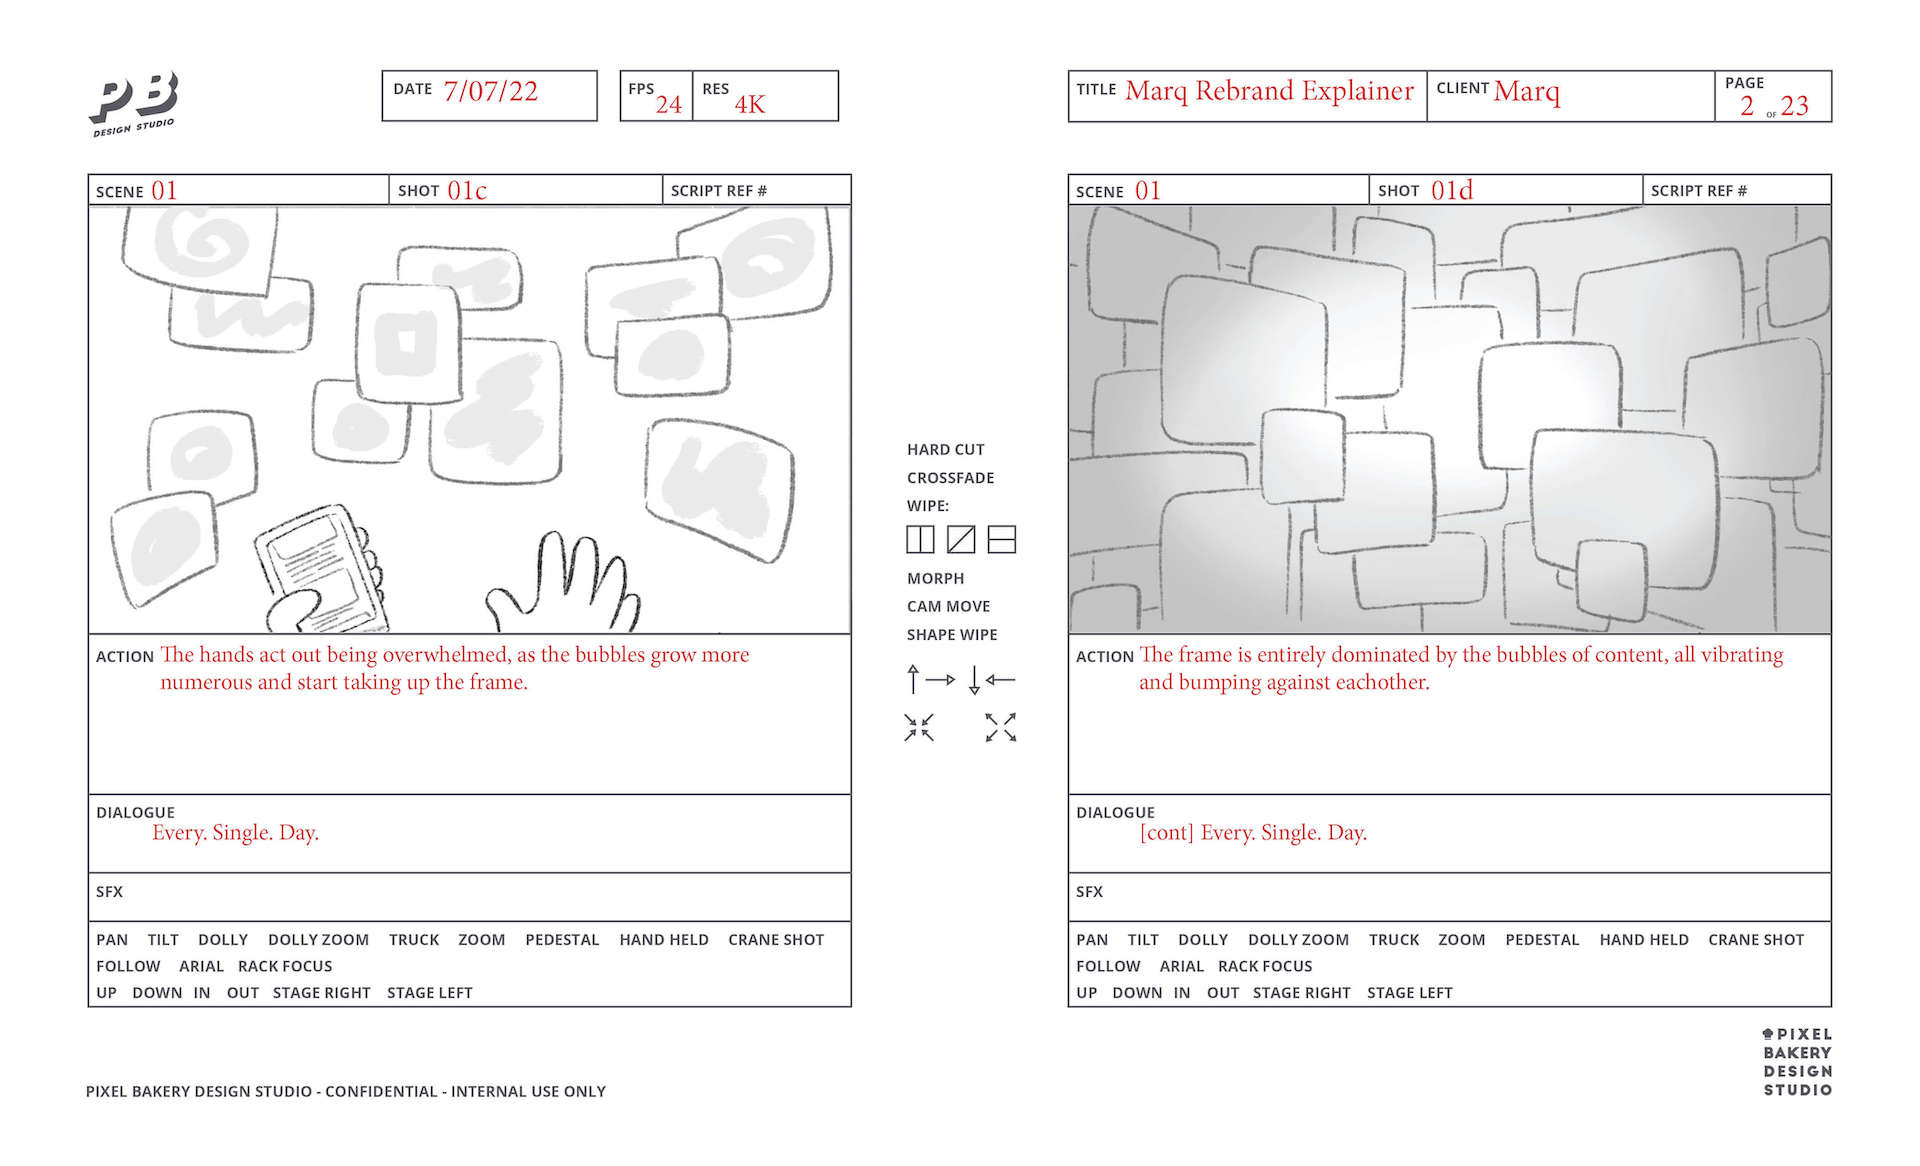 PB
DESIGN STUDIO
DATE 7/07/22
FPS 24
RES 4K
TITLE Marq Rebrand Explainer
CLIENT Marq
PAGE 2 OF 23
SCENE 01
SHOT 01c
SCRIPT REF #
ACTION The hands act out being overwhelmed, as the bubbles grow more
numerous and start taking up the frame.
DIALOGUE
Every. Single. Day.
SFX
PAN TILT DOLLY DOLLY ZOOM TRUCK ZOOM PEDESTAL HAND HELD CRANE SHOT
FOLLOW ARIAL RACK FOCUS
UP DOWN IN OUT STAGE RIGHT STAGE LEFT
HARD CUT
CROSSFADE
WIPE:
MORPH
CAM MOVE
SHAPE WIPE
SCENE 01
SHOT 01d
SCRIPT REF #
ACTION The frame is entirely dominated by the bubbles of content, all vibrating
and bumping against eachother.
DIALOGUE
[cont] Every. Single. Day.
SFX
PAN TILT DOLLY DOLLY ZOOM TRUCK ZOOM PEDESTAL HAND HELD CRANE SHOT
FOLLOW ARIAL RACK FOCUS
UP DOWN IN OUT STAGE RIGHT STAGE LEFT
PIXEL BAKERY DESIGN STUDIO - CONFIDENTIAL - INTERNAL USE ONLY
PIXEL
BAKERY
DESIGN
STUDIO